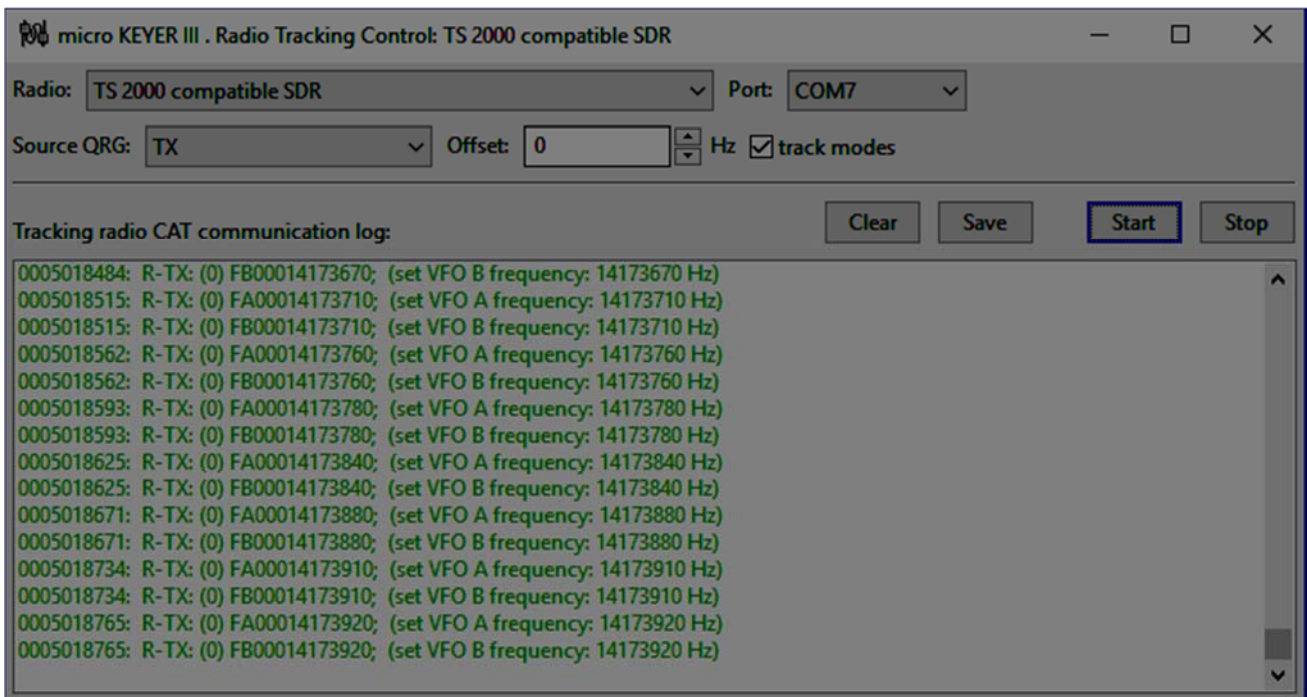 micro KEYER III . Radio Tracking Control: TS 2000 compatible SDR
Radio: TS 2000 compatible SDR Port: COM7
Source QRG: TX Offset: 0 Hz track modes
Tracking radio CAT communication log: Clear Save Start Stop
0005018484: R-TX: (0) FB00014173670; (set VFO B frequency: 14173670 Hz)
0005018515: R-TX: (0) FA00014173710; (set VFO A frequency: 14173710 Hz)
0005018515: R-TX: (0) FB00014173710; (set VFO B frequency: 14173710 Hz)
0005018562: R-TX: (0) FA00014173760; (set VFO A frequency: 14173760 Hz)
0005018562: R-TX: (0) FB00014173760; (set VFO B frequency: 14173760 Hz)
0005018593: R-TX: (0) FA00014173780; (set VFO A frequency: 14173780 Hz)
0005018593: R-TX: (0) FB00014173780; (set VFO B frequency: 14173780 Hz)
0005018625: R-TX: (0) FA00014173840; (set VFO A frequency: 14173840 Hz)
0005018625: R-TX: (0) FB00014173840; (set VFO B frequency: 14173840 Hz)
0005018671: R-TX: (0) FA00014173880; (set VFO A frequency: 14173880 Hz)
0005018671: R-TX: (0) FB00014173880; (set VFO B frequency: 14173880 Hz)
0005018734: R-TX: (0) FA00014173910; (set VFO A frequency: 14173910 Hz)
0005018734: R-TX: (0) FB00014173910; (set VFO B frequency: 14173910 Hz)
0005018765: R-TX: (0) FA00014173920; (set VFO A frequency: 14173920 Hz)
0005018765: R-TX: (0) FB00014173920; (set VFO B frequency: 14173920 Hz)